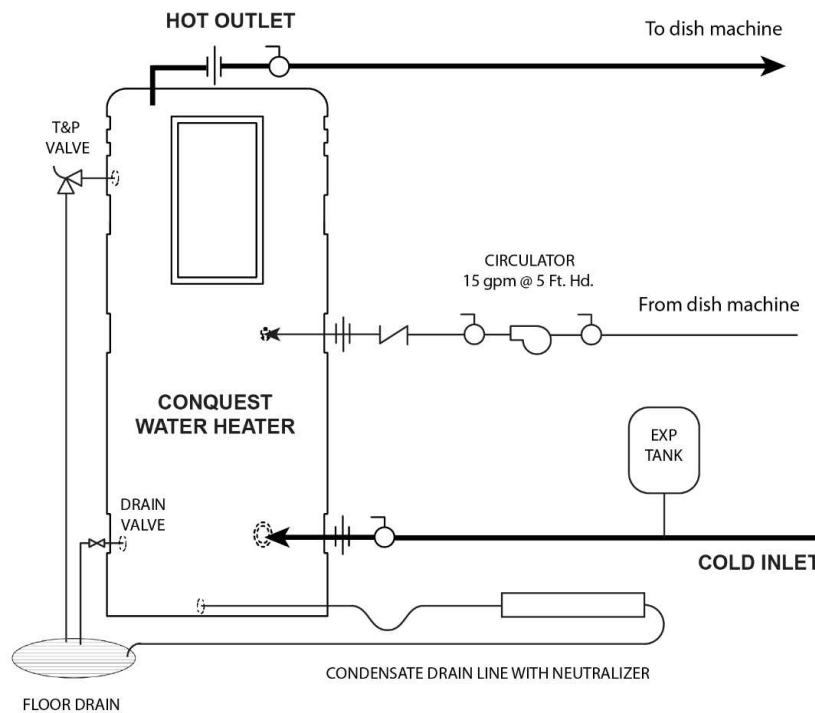 HOT OUTLET
To dish machine
T&P
VALVE
CIRCULATOR
15 gpm @ 5 Ft. Hd.
From dish machine
CONQUEST
WATER HEATER
EXP
TANK
DRAIN
VALVE
COLD INLET
CONDENSATE DRAIN LINE WITH NEUTRALIZER
FLOOR DRAIN